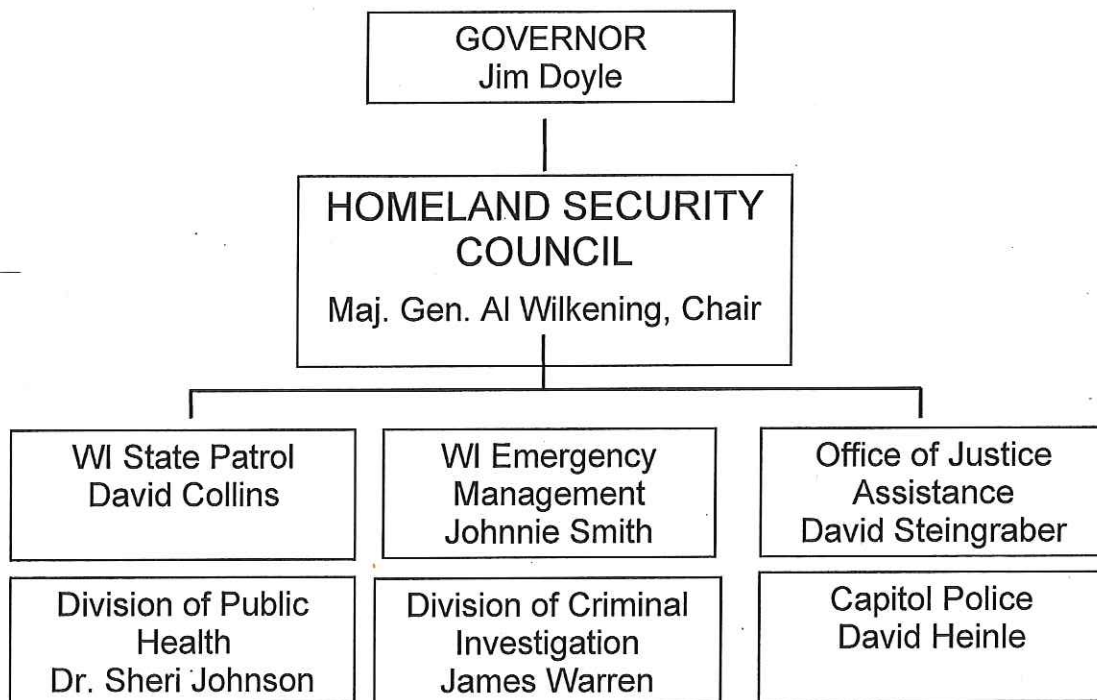 GOVERNOR
Jim Doyle
HOMELAND SECURITY
COUNCIL
Maj. Gen. Al Wilkening, Chair
WI State Patrol
David Collins
WI Emergency
Management
Johnnie Smith
Office of Justice
Assistance
David Steingraber
Division of Public
Health
Dr. Sheri Johnson
Division of Criminal
Investigation
James Warren
Capitol Police
David Heinle